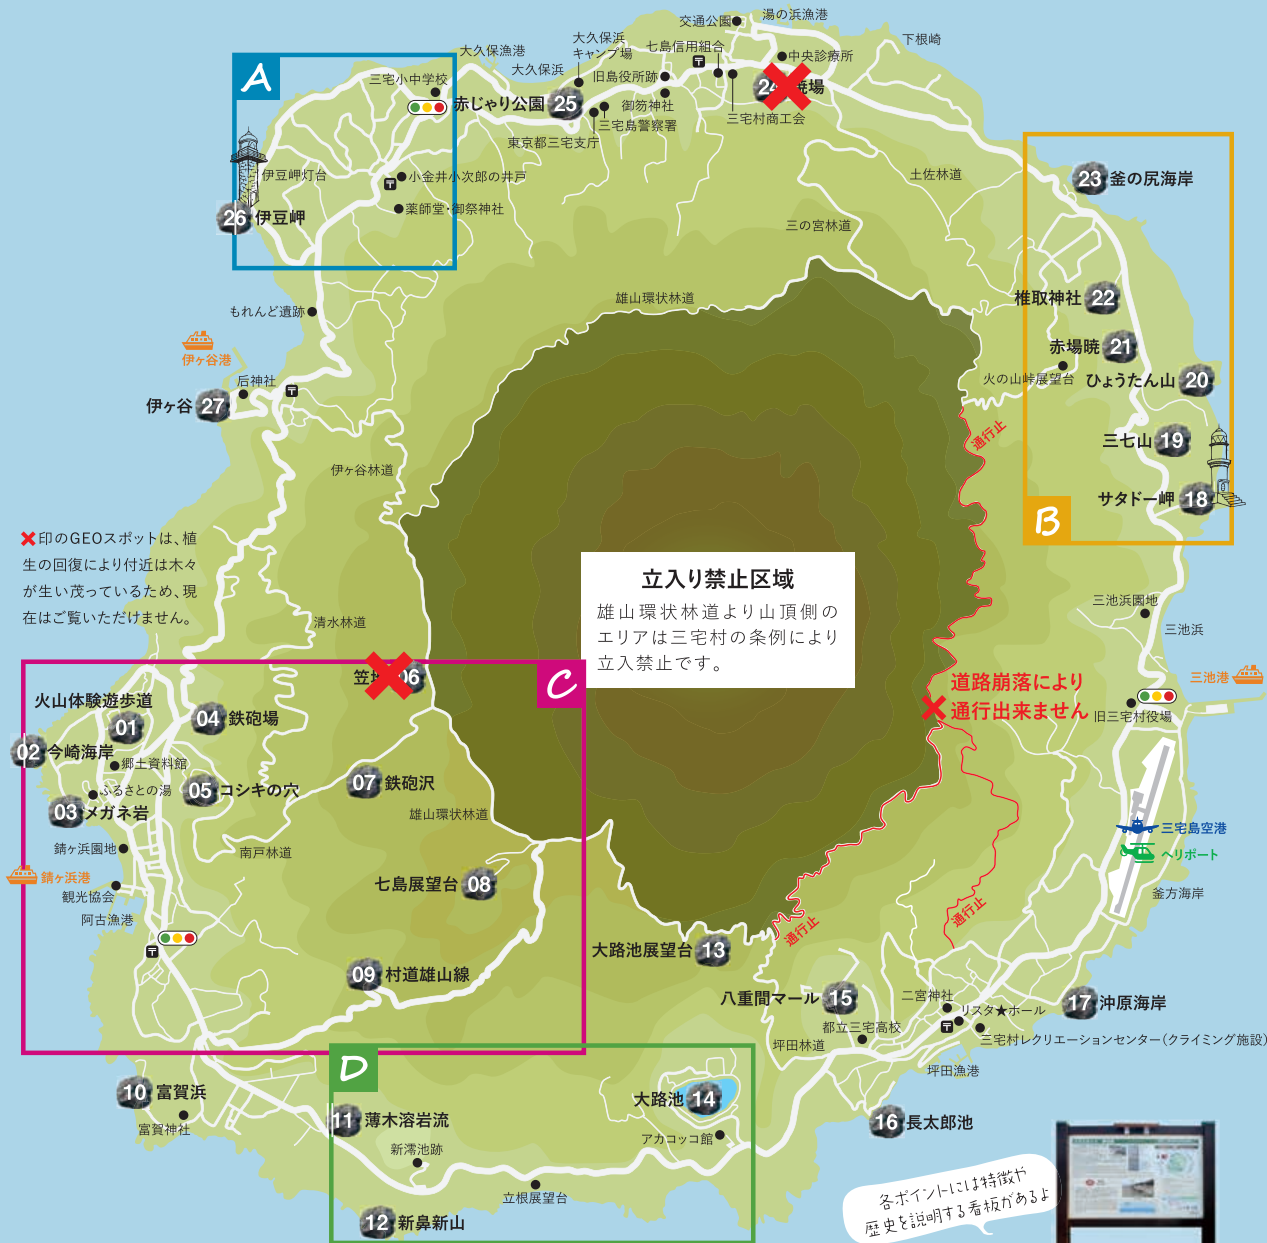 交通公園
湯の浜漁港
大久保浜
キャンプ場
七島信用組合
中央診療所
下根崎
大久保漁港
A
三宅小中学校
大久保浜
旧島役所跡
〒
24
場
赤じゃり公園
25
御笏神社
三宅島警察署
三宅村商工会
東京都三宅支庁
伊豆岬灯台
〒
小金井小次郎の井戸
土佐林道
23
釜の尻海岸
薬師堂・御祭神社
26
伊豆岬
三の宮林道
もれんど遺跡
雄山環状林道
椎取神社
22
伊ヶ谷港
赤場暁
21
后神社
〒
火の山峠展望台
ひょうたん山
20
伊ヶ谷
27
通行止
三七山
19
伊ヶ谷林道
サタドー岬
18
B
×印のGEOスポットは、植
生の回復により付近は木々
が生い茂っているため、現
在はご覧いただけません。
立入り禁止区域
雄山環状林道より山頂側の
エリアは三宅村の条例により
立入禁止です。
三池浜園地
三池浜
清水林道
C
笠
06
三池港
道路崩落により
通行出来ません
旧三宅村役場
火山体験遊歩道
01
04
鉄砲場
02
今崎海岸
郷土資料館
ふるさとの湯
05
コシキの穴
07
鉄砲沢
03
メガネ岩
雄山環状林道
三宅島空港
ヘリポート
錆ヶ浜園地
南戸林道
錆ヶ浜港
観光協会
七島展望台
08
釜方海岸
阿古漁港
通行止
通行止
〒
大路池展望台
13
09
村道雄山線
八重間マール
15
二宮神社
リスタ★ホール
17
沖原海岸
〒
都立三宅高校
三宅村レクリエーションセンター(クライミング施設)
坪田林道
坪田漁港
D
10
富賀浜
富賀神社
大路池
14
11
薄木溶岩流
16
長太郎池
アカコッコ館
新澪池跡
立根展望台
12
新鼻新山
各ポイントには特徴や
歴史を説明する看板があるよ